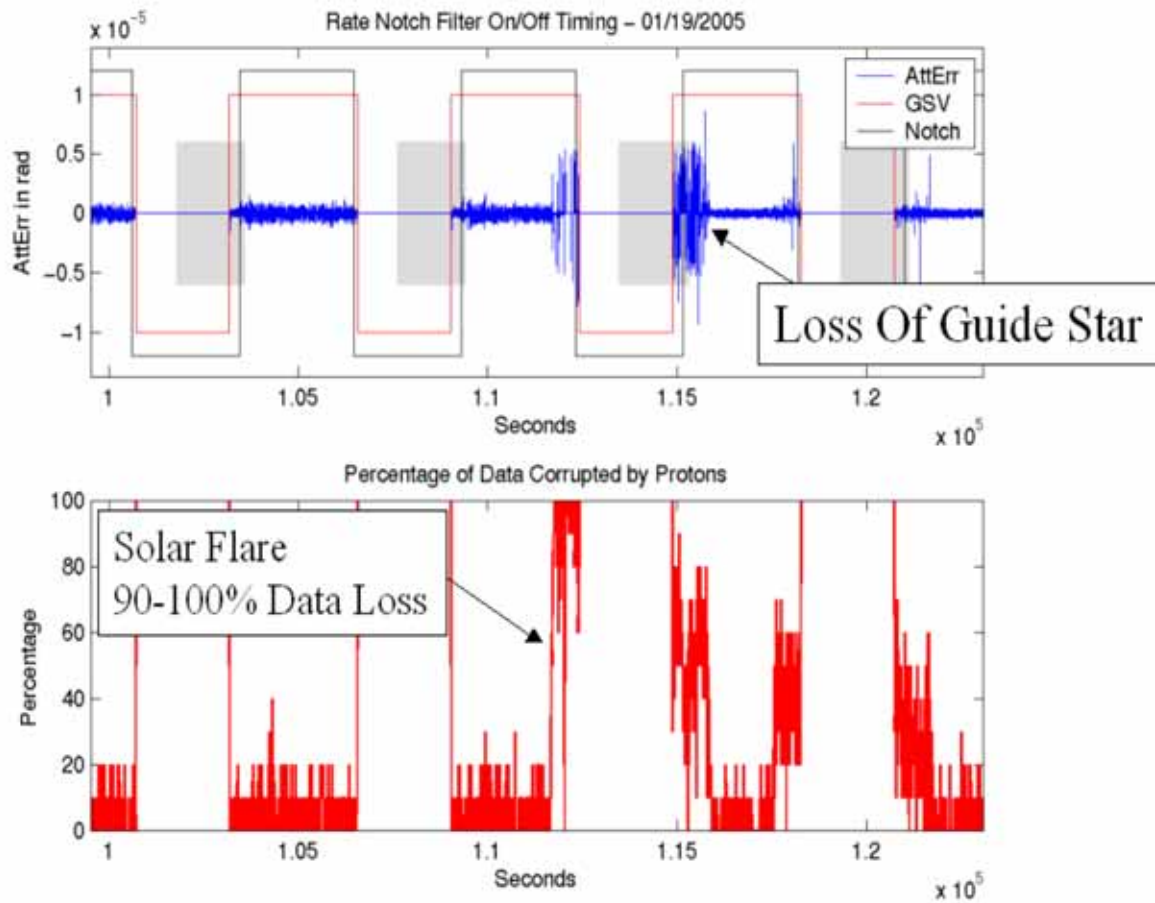 Rate Notch Filter On/Off Timing – 01/19/2005
x 10^-5
AttErr
GSV
Notch
AttErr in rad
1
0.5
0
−0.5
−1
Loss Of Guide Star
1
1.05
1.1
1.15
1.2
Seconds
x 10^5
Percentage of Data Corrupted by Protons
Solar Flare
90-100% Data Loss
Percentage
100
80
60
40
20
0
1
1.05
1.1
1.15
1.2
Seconds
x 10^5